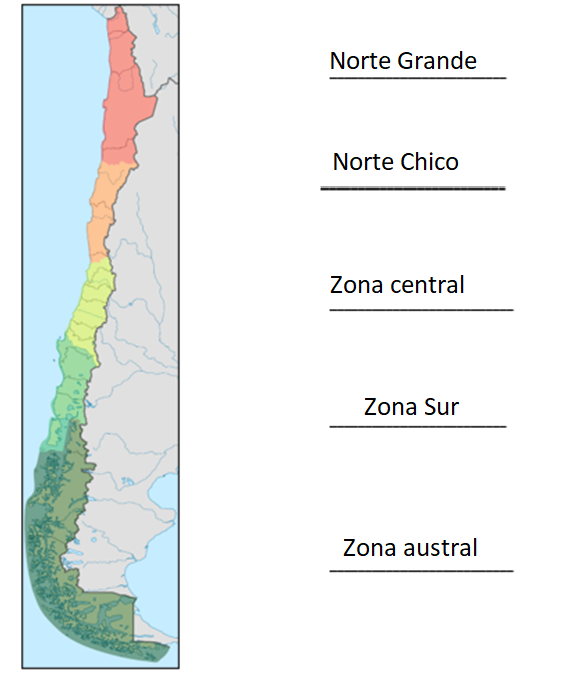 Norte Grande
Norte Chico
Zona central
Zona Sur
Zona austral